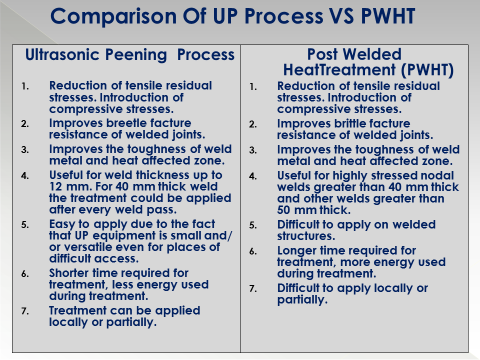 Comparison Of UP Process VS PWHT
Ultrasonic Peening Process
1. Reduction of tensile residual
stresses. Introduction of
compressive stresses.
2. Improves breetle facture
resistance of welded joints.
3. Improves the toughness of weld
metal and heat affected zone.
4. Useful for weld thickness up to
12 mm. For 40 mm thick weld
the treatment could be applied
after every weld pass.
5. Easy to apply due to the fact
that UP equipment is small and/
or versatile even for places of
difficult access.
6. Shorter time required for
treatment, less energy used
during treatment.
7. Treatment can be applied
locally or partially.
Post Welded
HeatTreatment (PWHT)
1. Reduction of tensile residual
stresses. Introduction of
compressive stresses.
2. Improves brittle facture
resistance of welded joints.
3. Improves the toughness of weld
metal and heat affected zone.
4. Useful for highly stressed nodal
welds greater than 40 mm thick
and other welds greater than
50 mm thick.
5. Difficult to apply on welded
structures.
6. Longer time required for
treatment, more energy used
during treatment.
7. Difficult to apply locally or
partially.